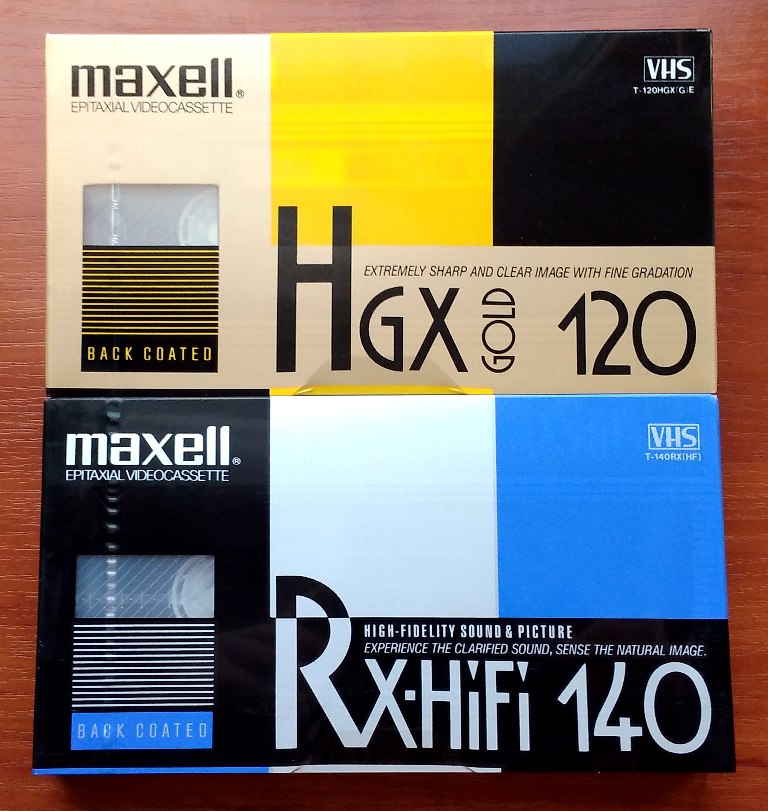 maxell®
EPITAXIAL VIDEOCASSETTE
VHS
T-120HGX(G)E
EXTREMELY SHARP AND CLEAR IMAGE WITH FINE GRADATION
HGX GOLD 120
BACK COATED
maxell®
EPITAXIAL VIDEOCASSETTE
VHS
T-140RX(HF)
HIGH-FIDELITY SOUND & PICTURE
EXPERIENCE THE CLARIFIED SOUND, SENSE THE NATURAL IMAGE.
RX-HiFi 140
BACK COATED